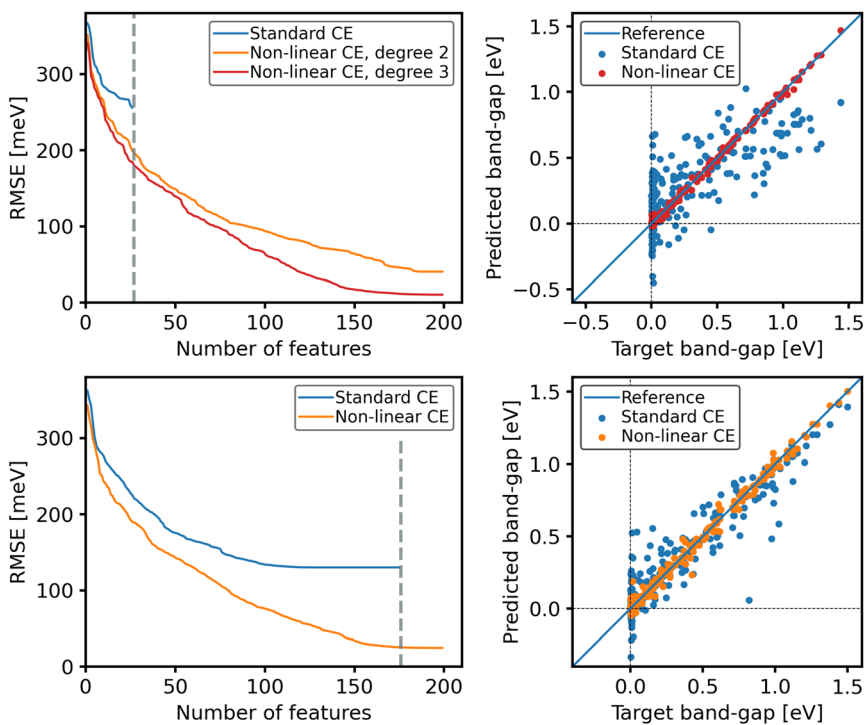 RMSE [meV]
300
200
100
0
0 50 100 150 200
Number of features
Standard CE
Non-linear CE, degree 2
Non-linear CE, degree 3
Predicted band-gap [eV]
1.5
1.0
0.5
0.0
−0.5
−0.5 0.0 0.5 1.0 1.5
Target band-gap [eV]
Reference
Standard CE
Non-linear CE
RMSE [meV]
300
200
100
0
0 50 100 150 200
Number of features
Standard CE
Non-linear CE
Predicted band-gap [eV]
1.5
1.0
0.5
0.0
0.0 0.5 1.0 1.5
Target band-gap [eV]
Reference
Standard CE
Non-linear CE